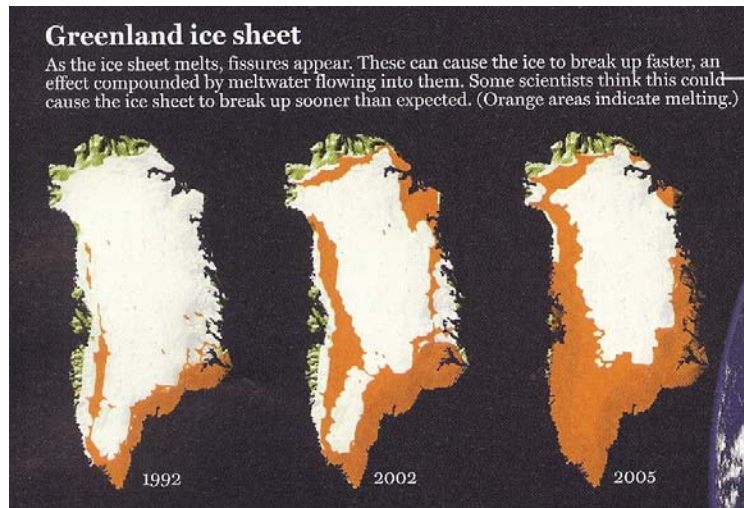 Greenland ice sheet
As the ice sheet melts, fissures appear. These can cause the ice to break up faster, an
effect compounded by meltwater flowing into them. Some scientists think this could
cause the ice sheet to break up sooner than expected. (Orange areas indicate melting.)
1992
2002
2005